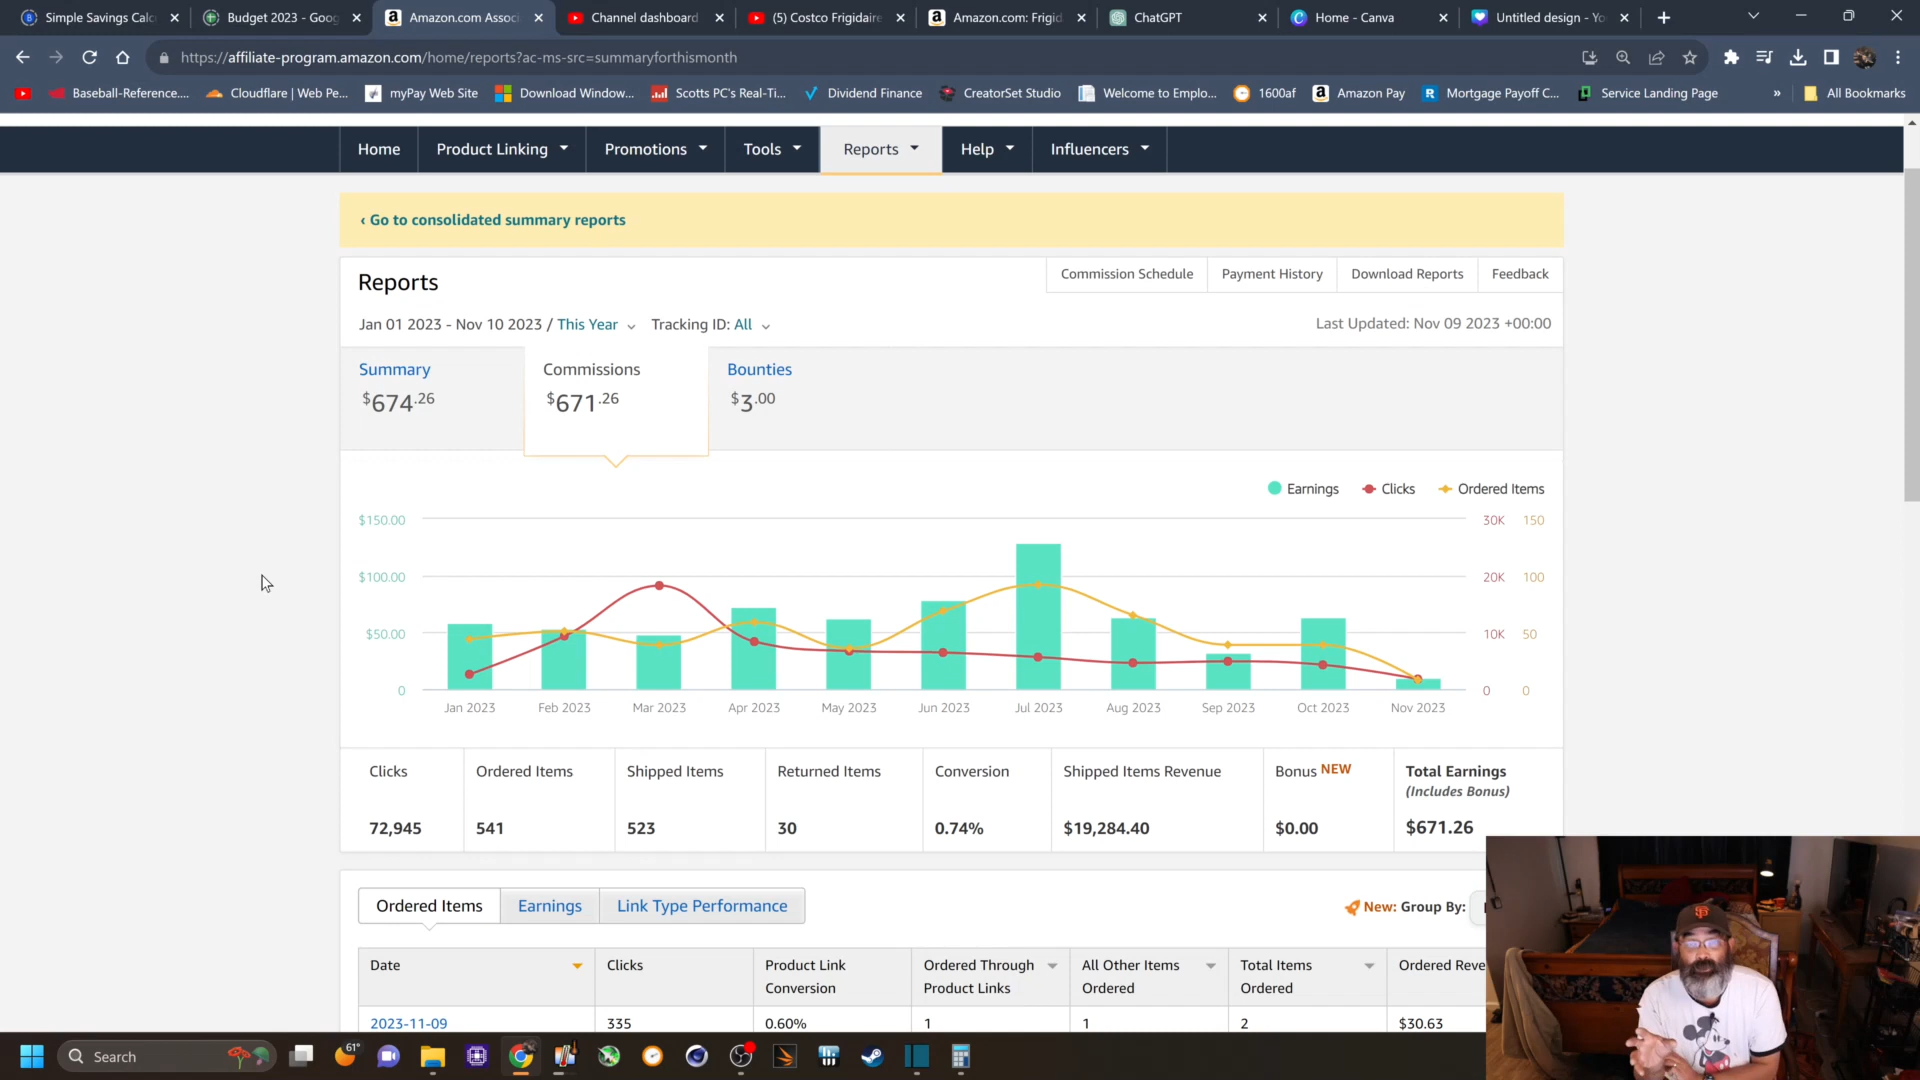 Simple Savings Calc
Budget 2023 - Goog
Amazon.com Associ
Channel dashboard
(5) Costco Frigidaire
Amazon.com: Frigid
ChatGPT
Home - Canva
Untitled design - Yo
https://affiliate-program.amazon.com/home/reports?ac-ms-src=summaryforthismonth
Baseball-Reference....
Cloudflare | Web Pe...
myPay Web Site
Download Window...
Scotts PC's Real-Ti...
Dividend Finance
CreatorSet Studio
Welcome to Emplo...
1600af
Amazon Pay
Mortgage Payoff C...
Service Landing Page
»
All Bookmarks
Home
Product Linking
Promotions
Tools
Reports
Help
Influencers
‹ Go to consolidated summary reports
Reports
Commission Schedule
Payment History
Download Reports
Feedback
Jan 01 2023 - Nov 10 2023 / This Year
Tracking ID: All
Last Updated: Nov 09 2023 +00:00
Summary
Commissions
Bounties
$674.26
$671.26
$3.00
Earnings
Clicks
Ordered Items
$150.00
30K
150
$100.00
20K
100
$50.00
10K
50
0
0
0
Jan 2023
Feb 2023
Mar 2023
Apr 2023
May 2023
Jun 2023
Jul 2023
Aug 2023
Sep 2023
Oct 2023
Nov 2023
Clicks
Ordered Items
Shipped Items
Returned Items
Conversion
Shipped Items Revenue
Bonus NEW
Total Earnings
(Includes Bonus)
72,945
541
523
30
0.74%
$19,284.40
$0.00
$671.26
Ordered Items
Earnings
Link Type Performance
New: Group By:
Date
Clicks
Product Link
Conversion
Ordered Through
Product Links
All Other Items
Ordered
Total Items
Ordered
Ordered Reve
2023-11-09
335
0.60%
1
1
2
$30.63
Search
61°